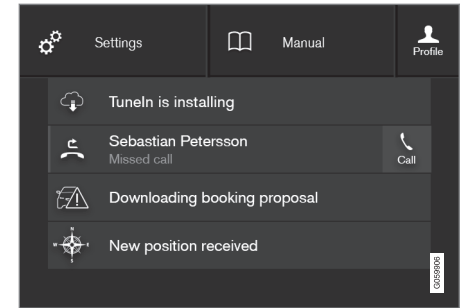 Settings
Manual
Profile
TuneIn is installing
Sebastian Petersson
Missed call
Call
Downloading booking proposal
N
W
E
S
New position received
G059906